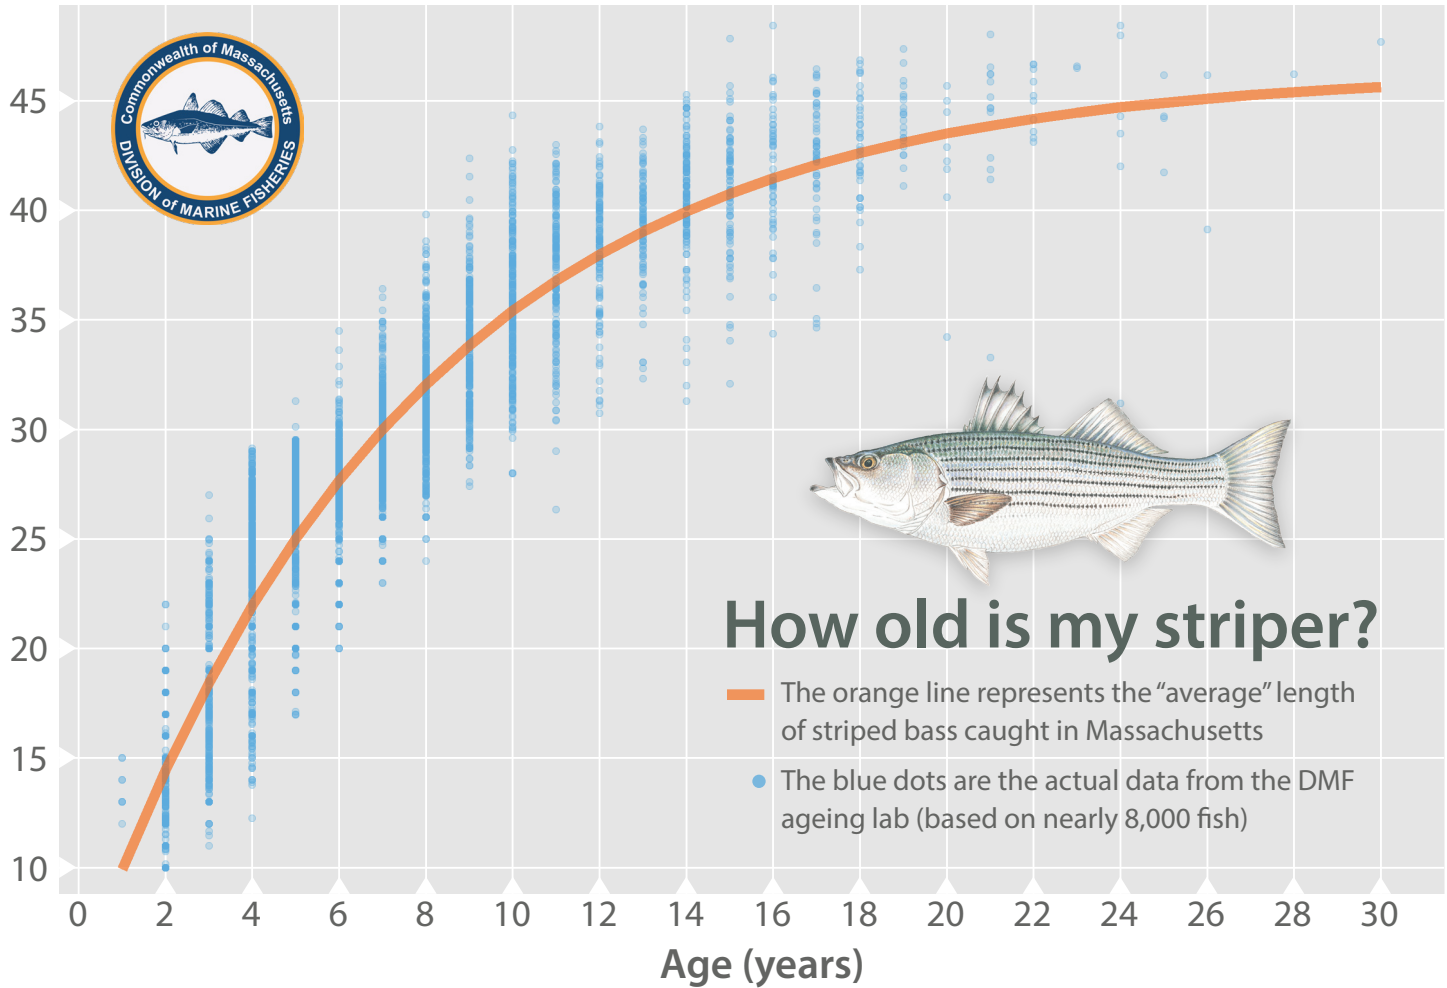 Commonwealth of Massachusetts
DIVISION of MARINE FISHERIES
45
40
35
30
25
20
15
10
How old is my striper?
The orange line represents the “average” length
of striped bass caught in Massachusetts
The blue dots are the actual data from the DMF
ageing lab (based on nearly 8,000 fish)
0 2 4 6 8 10 12 14 16 18 20 22 24 26 28 30
Age (years)